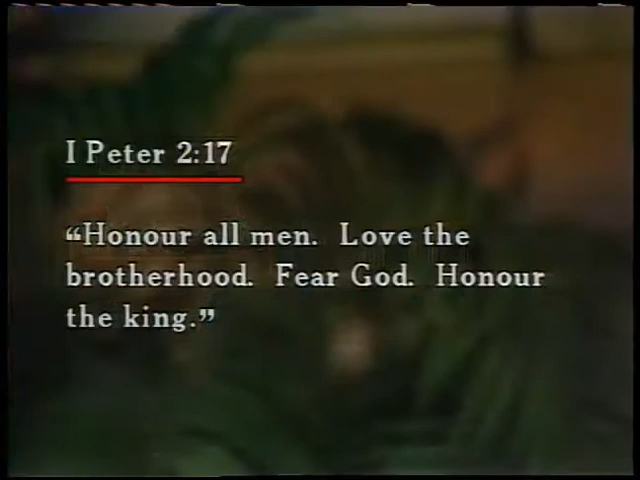 I Peter 2:17
“Honour all men. Love the
brotherhood. Fear God. Honour
the king.”